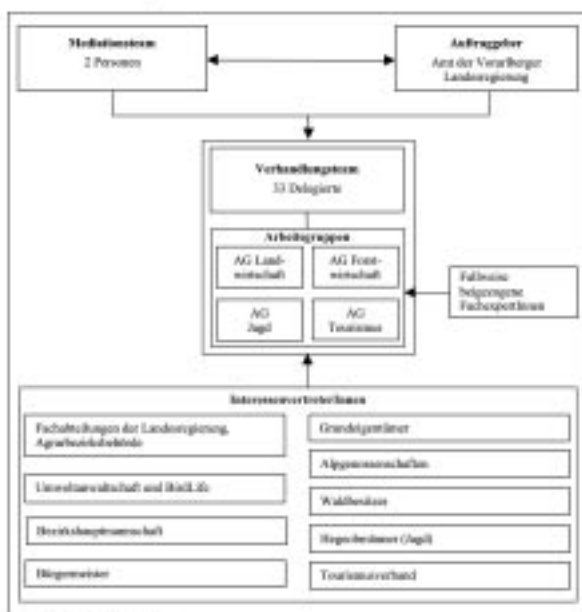 Mediationsteam
2 Personen
Auftraggeber
Amt der Vorarlberger
Landesregierung
Verhandlungsteam
33 Delegierte
Arbeitsgruppen
AG Land-
wirtschaft
AG Forst-
wirtschaft
AG
Jagd
AG
Tourismus
Fallweise
beigezogene
FachexpertInnen
InteressenvertreterInnen
Fachabteilungen der Landesregierung,
Agrarbezirksbehörde
Umweltanwaltschaft und BirdLife
Bezirkshauptmannschaft
Bürgermeister
Grundeigentümer
Alpgenossenschaften
Waldbesitzer
Hegeobmänner (Jagd)
Tourismusverband